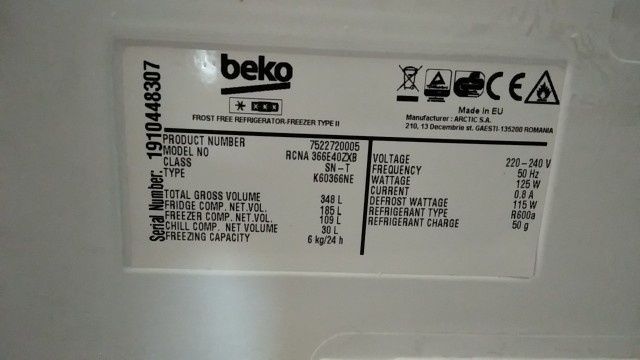 Serial Number: 1910448307
beko
FROST FREE REFRIGERATOR-FREEZER TYPE II
CE
Made in EU
Manufacturer : ARCTIC S.A.
210, 13 Decembrie st. GAESTI-135200 ROMANIA
PRODUCT NUMBER 7522720005
MODEL NO RCNA 366E40ZXB
CLASS SN - T
TYPE K60366NE
TOTAL GROSS VOLUME 348 L
FRIDGE COMP. NET.VOL. 185 L
FREEZER COMP. NET.VOL. 109 L
CHILL COMP. NET VOLUME 30 L
FREEZING CAPACITY 6 kg/24 h
VOLTAGE 220 - 240 V
FREQUENCY 50 Hz
WATTAGE 125 W
CURRENT 0.8 A
DEFROST WATTAGE 115 W
REFRIGERANT TYPE R600a
REFRIGERANT CHARGE 50 g